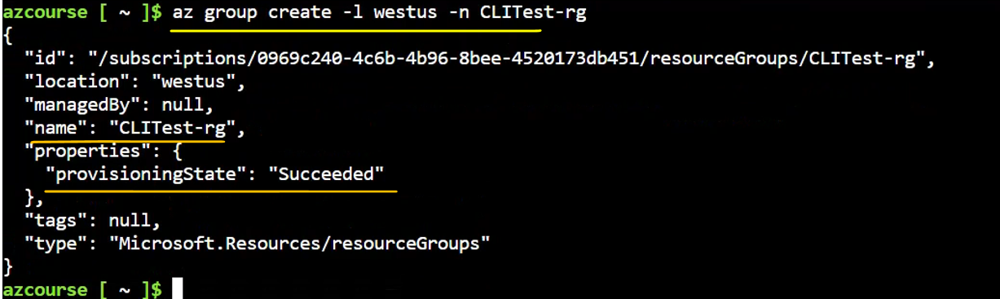 azcourse [ ~ ]$ az group create -l westus -n CLITest-rg
{
  "id": "/subscriptions/0969c240-4c6b-4b96-8bee-4520173db451/resourceGroups/CLITest-rg",
  "location": "westus",
  "managedBy": null,
  "name": "CLITest-rg",
  "properties": {
    "provisioningState": "Succeeded"
  },
  "tags": null,
  "type": "Microsoft.Resources/resourceGroups"
}
azcourse [ ~ ]$